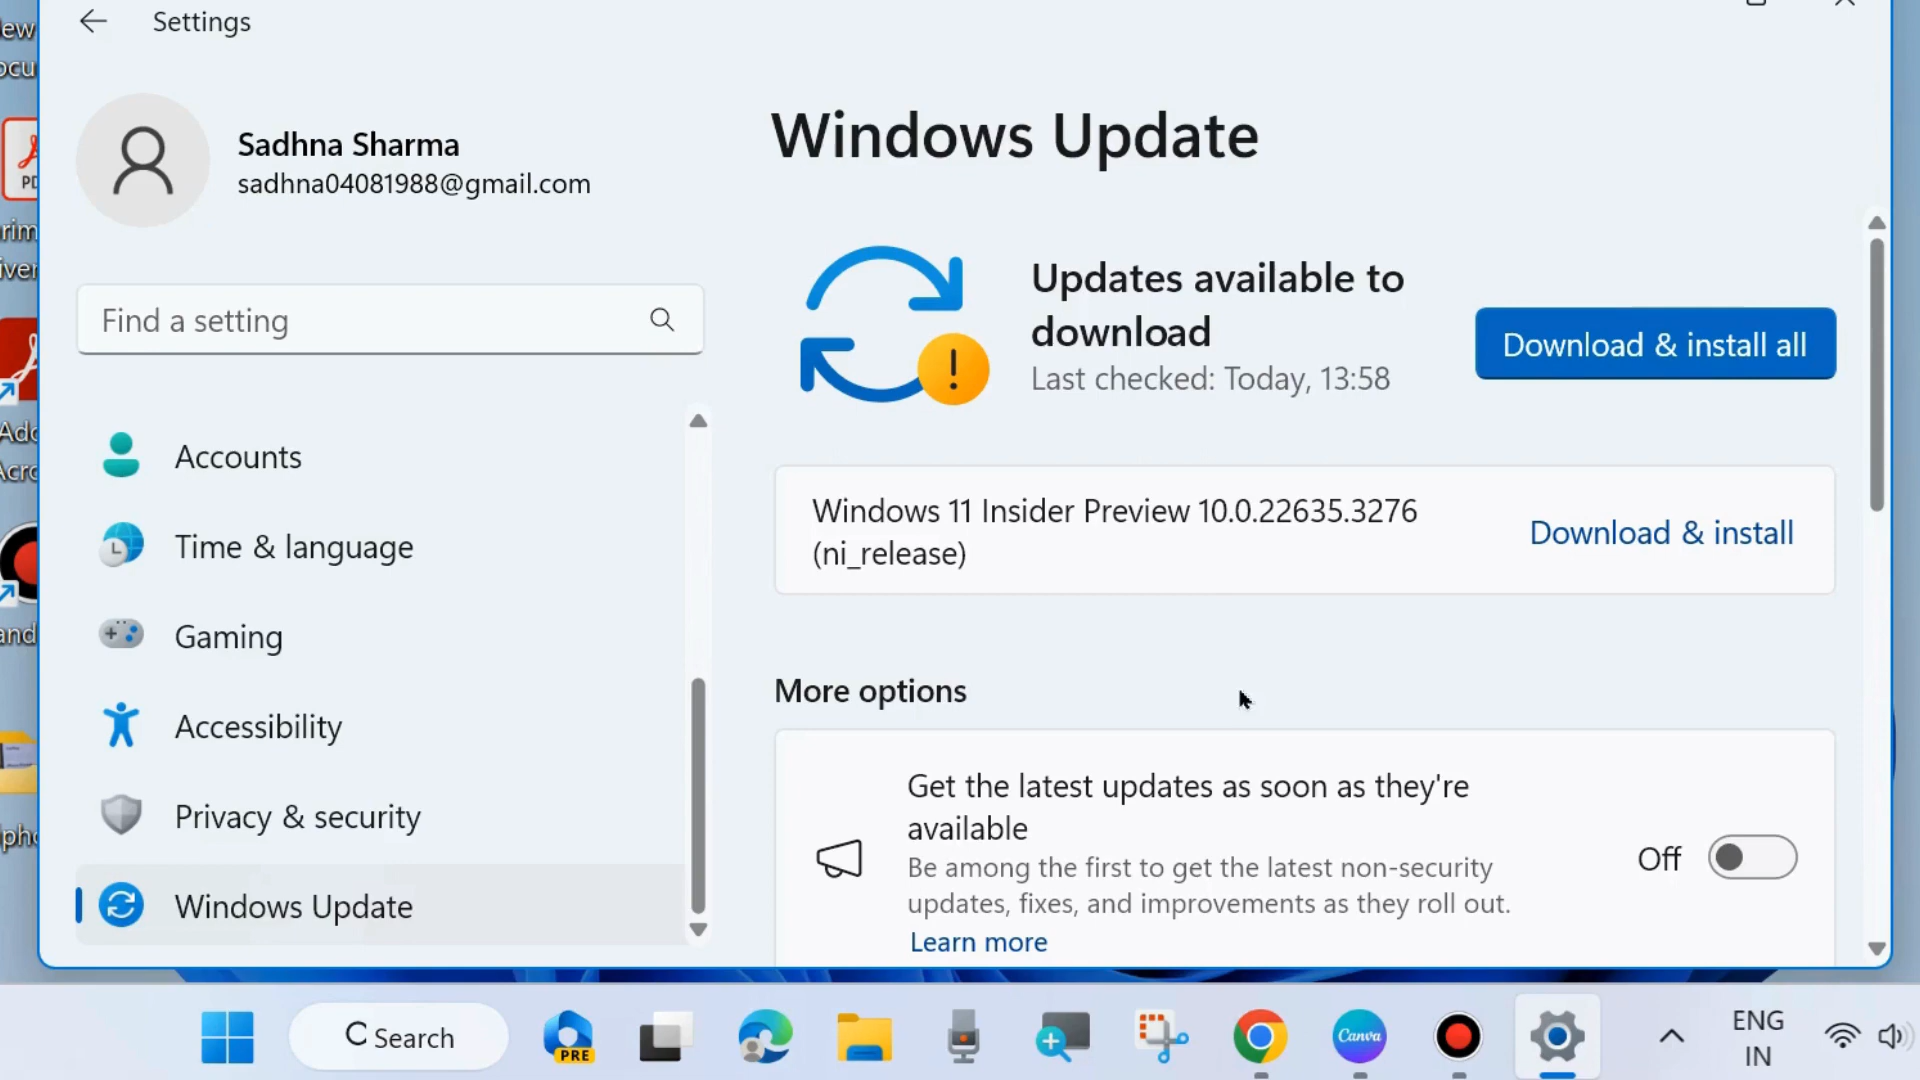 Settings
Sadhna Sharma
sadhna04081988@gmail.com
Find a setting
Accounts
Time & language
Gaming
Accessibility
Privacy & security
Windows Update
Windows Update
Updates available to
download
Last checked: Today, 13:58
Download & install all
Windows 11 Insider Preview 10.0.22635.3276
(ni_release)
Download & install
More options
Get the latest updates as soon as they're
available
Be among the first to get the latest non-security
updates, fixes, and improvements as they roll out.
Learn more
Off
Search
PRE
Canva
ENG
IN